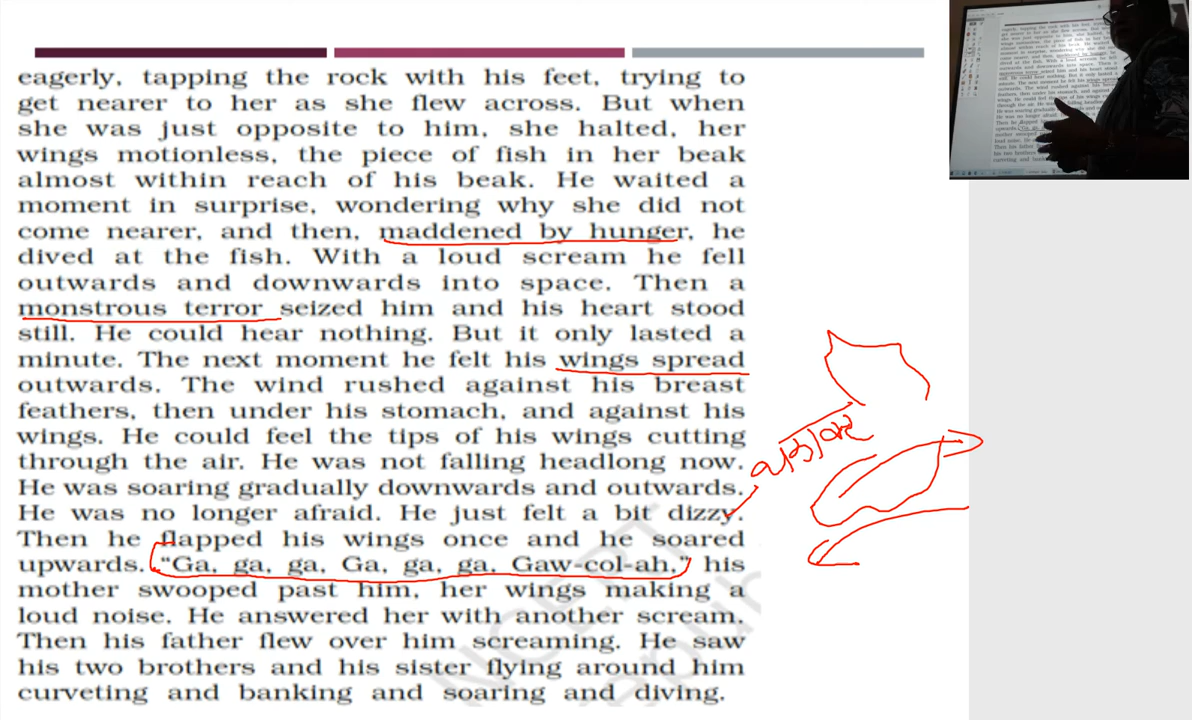 eagerly, tapping the rock with his feet, trying to
get nearer to her as she flew across. But when
she was just opposite to him, she halted, her
wings motionless, the piece of fish in her beak
almost within reach of his beak. He waited a
moment in surprise, wondering why she did not
come nearer, and then, maddened by hunger, he
dived at the fish. With a loud scream he fell
outwards and downwards into space. Then a
monstrous terror seized him and his heart stood
still. He could hear nothing. But it only lasted a
minute. The next moment he felt his wings spread
outwards. The wind rushed against his breast
feathers, then under his stomach, and against his
wings. He could feel the tips of his wings cutting
through the air. He was not falling headlong now.
He was soaring gradually downwards and outwards.
He was no longer afraid. He just felt a bit dizzy.
Then he flapped his wings once and he soared
upwards. "Ga, ga, ga, Ga, ga, ga, Gaw-col-ah," his
mother swooped past him, her wings making a
loud noise. He answered her with another scream.
Then his father flew over him screaming. He saw
his two brothers and his sister flying around him
curveting and banking and soaring and diving.